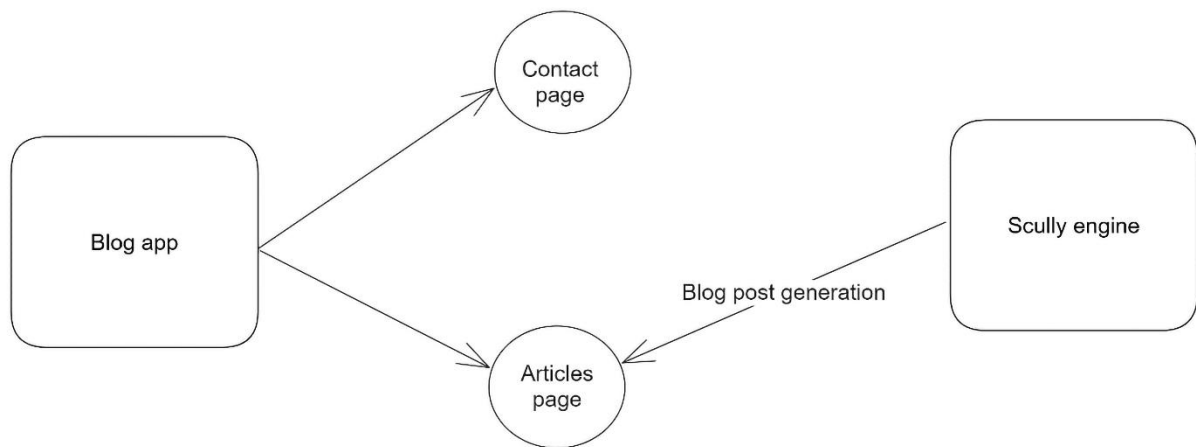 Contact
page
Blog app
Scully engine
Blog post generation
Articles
page